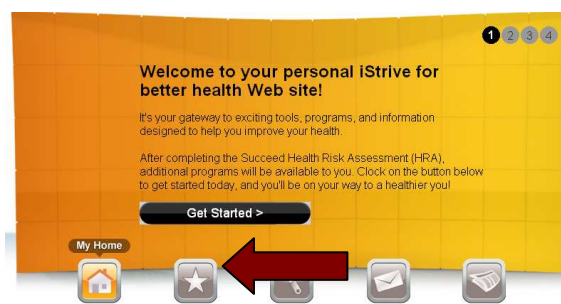 1 2 3 4
Welcome to your personal iStrive for
better health Web site!
It's your gateway to exciting tools, programs, and information
designed to help you improve your health.
After completing the Succeed Health Risk Assessment (HRA),
additional programs will be available to you. Clock on the button below
to get started today, and you'll be on your way to a healthier you!
Get Started >
My Home